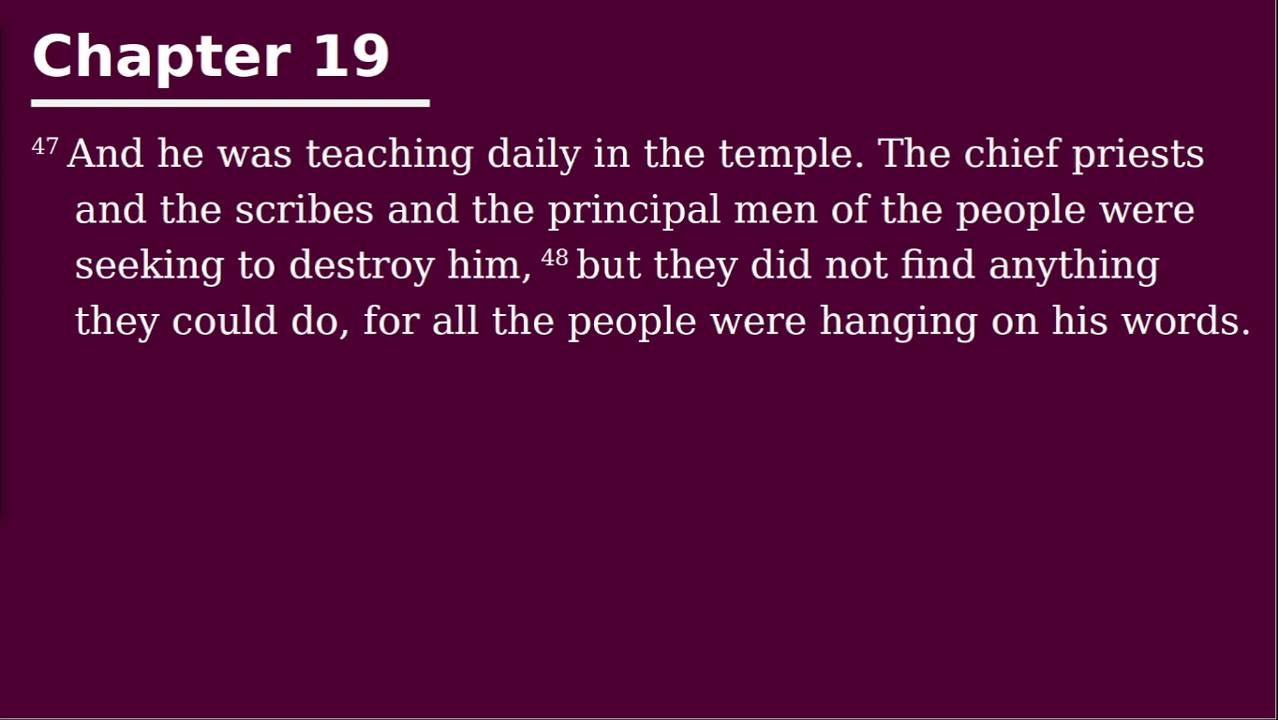 Chapter 19
47 And he was teaching daily in the temple. The chief priests
and the scribes and the principal men of the people were
seeking to destroy him, 48 but they did not find anything
they could do, for all the people were hanging on his words.